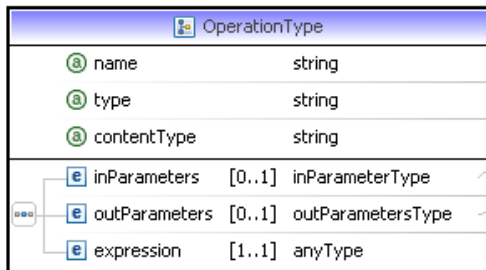 OperationType
name string
type string
contentType string
inParameters [0..1] inParameterType
outParameters [0..1] outParametersType
expression [1..1] anyType